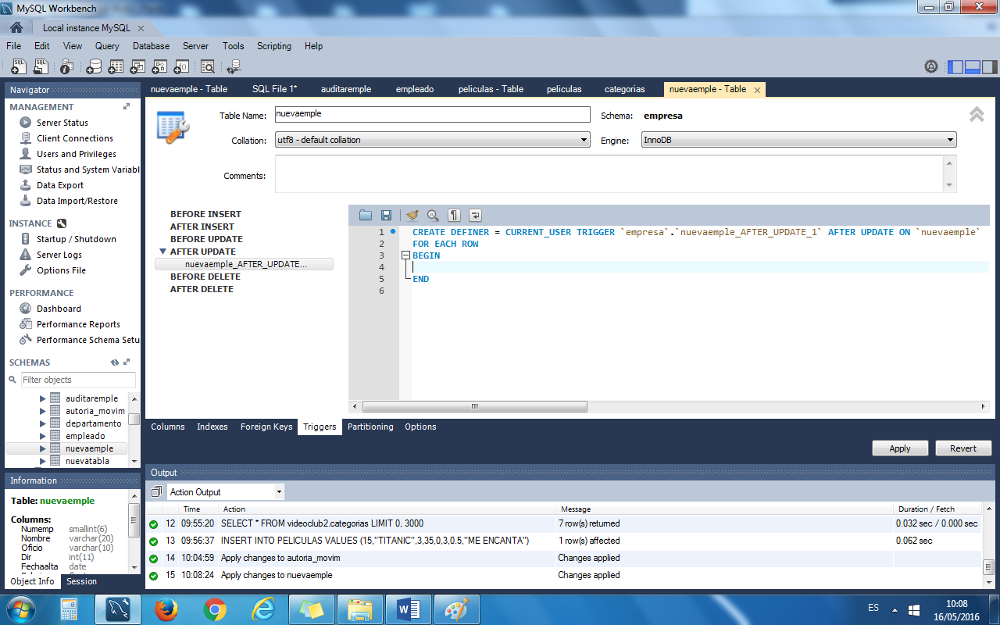 MySQL Workbench
Local instance MySQL
File Edit View Query Database Server Tools Scripting Help
Navigator
MANAGEMENT
Server Status
Client Connections
Users and Privileges
Status and System Variabl
Data Export
Data Import/Restore
INSTANCE
Startup / Shutdown
Server Logs
Options File
PERFORMANCE
Dashboard
Performance Reports
Performance Schema Setu
SCHEMAS
Filter objects
auditaremple
autoria_movim
departamento
empleado
nuevaemple
nuevatabla
Information
Table: nuevaemple
Columns:
Numemp smallint(6)
Nombre varchar(20)
Oficio varchar(10)
Dir int(11)
Fechaalta date
Object Info Session
nuevaemple - Table SQL File 1* auditaremple empleado peliculas - Table peliculas categorias nuevaemple - Table
Table Name: nuevaemple Schema: empresa
Collation: utf8 - default collation Engine: InnoDB
Comments:
BEFORE INSERT
AFTER INSERT
BEFORE UPDATE
AFTER UPDATE
nuevaemple_AFTER_UPDATE...
BEFORE DELETE
AFTER DELETE
1 CREATE DEFINER = CURRENT_USER TRIGGER `empresa`.`nuevaemple_AFTER_UPDATE_1` AFTER UPDATE ON `nuevaemple`
2 FOR EACH ROW
3 BEGIN
4
5 END
6
Columns Indexes Foreign Keys Triggers Partitioning Options
Apply Revert
Output
Action Output
Time Action Message Duration / Fetch
12 09:55:20 SELECT * FROM videoclub2.categorias LIMIT 0, 3000 7 row(s) returned 0.032 sec / 0.000 sec
13 09:56:37 INSERT INTO PELICULAS VALUES (15,"TITANIC",3,35,0,3,0.5,"ME ENCANTA") 1 row(s) affected 0.062 sec
14 10:04:59 Apply changes to autoria_movim Changes applied
15 10:08:24 Apply changes to nuevaemple Changes applied
ES
10:08
16/05/2016